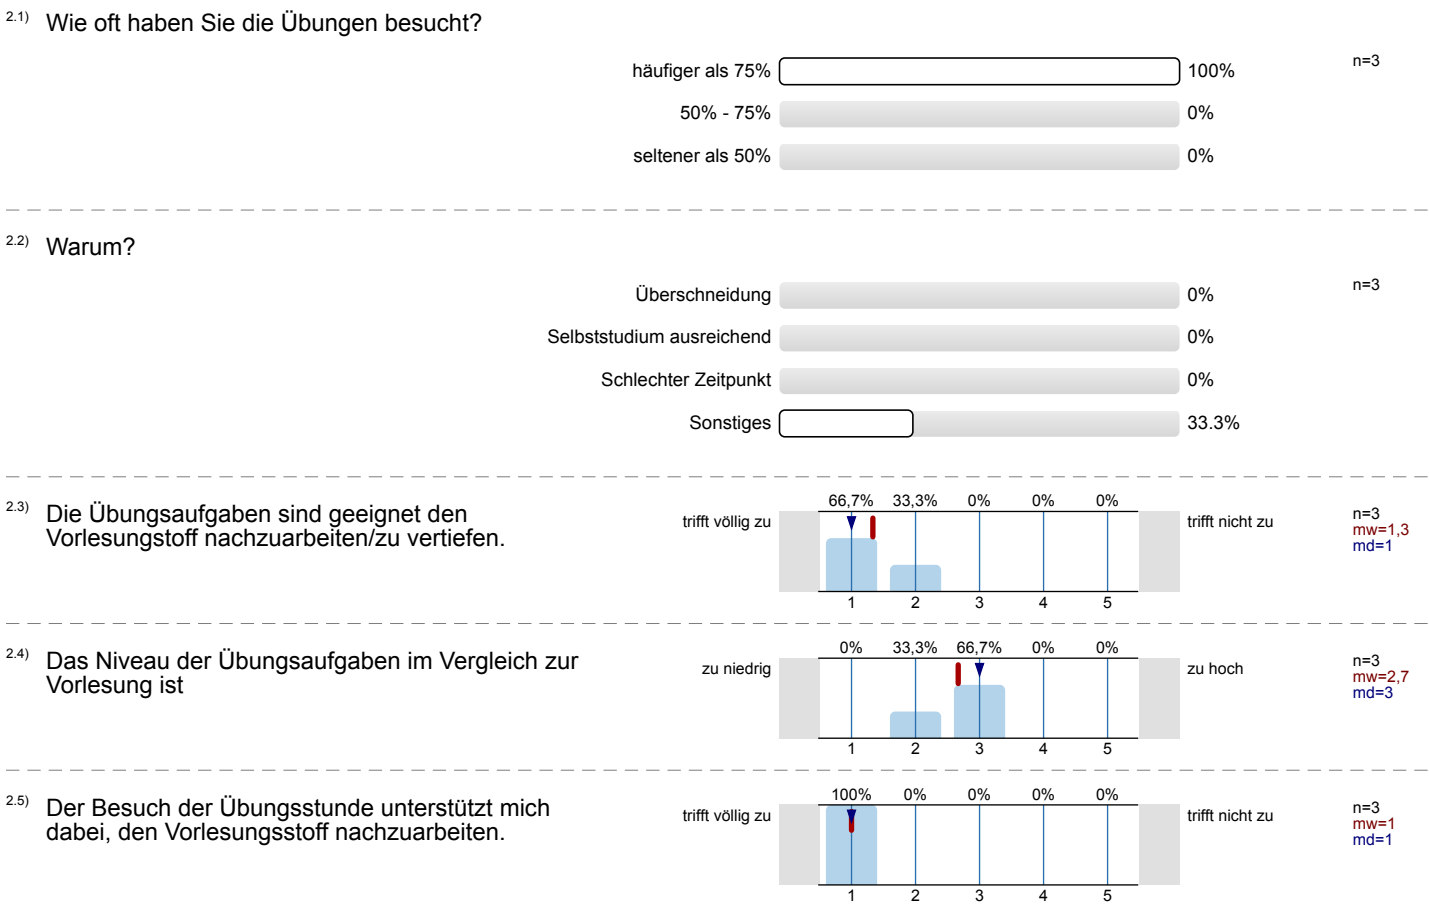 2.1) Wie oft haben Sie die Übungen besucht?
häufiger als 75% 100% n=3
50% - 75% 0%
seltener als 50% 0%
2.2) Warum?
Überschneidung 0% n=3
Selbststudium ausreichend 0%
Schlechter Zeitpunkt 0%
Sonstiges 33.3%
2.3) Die Übungsaufgaben sind geeignet den
Vorlesungstoff nachzuarbeiten/zu vertiefen.
66,7% 33,3% 0% 0% 0%
trifft völlig zu trifft nicht zu
1 2 3 4 5
n=3
mw=1,3
md=1
2.4) Das Niveau der Übungsaufgaben im Vergleich zur
Vorlesung ist
0% 33,3% 66,7% 0% 0%
zu niedrig zu hoch
1 2 3 4 5
n=3
mw=2,7
md=3
2.5) Der Besuch der Übungsstunde unterstützt mich
dabei, den Vorlesungsstoff nachzuarbeiten.
100% 0% 0% 0% 0%
trifft völlig zu trifft nicht zu
1 2 3 4 5
n=3
mw=1
md=1